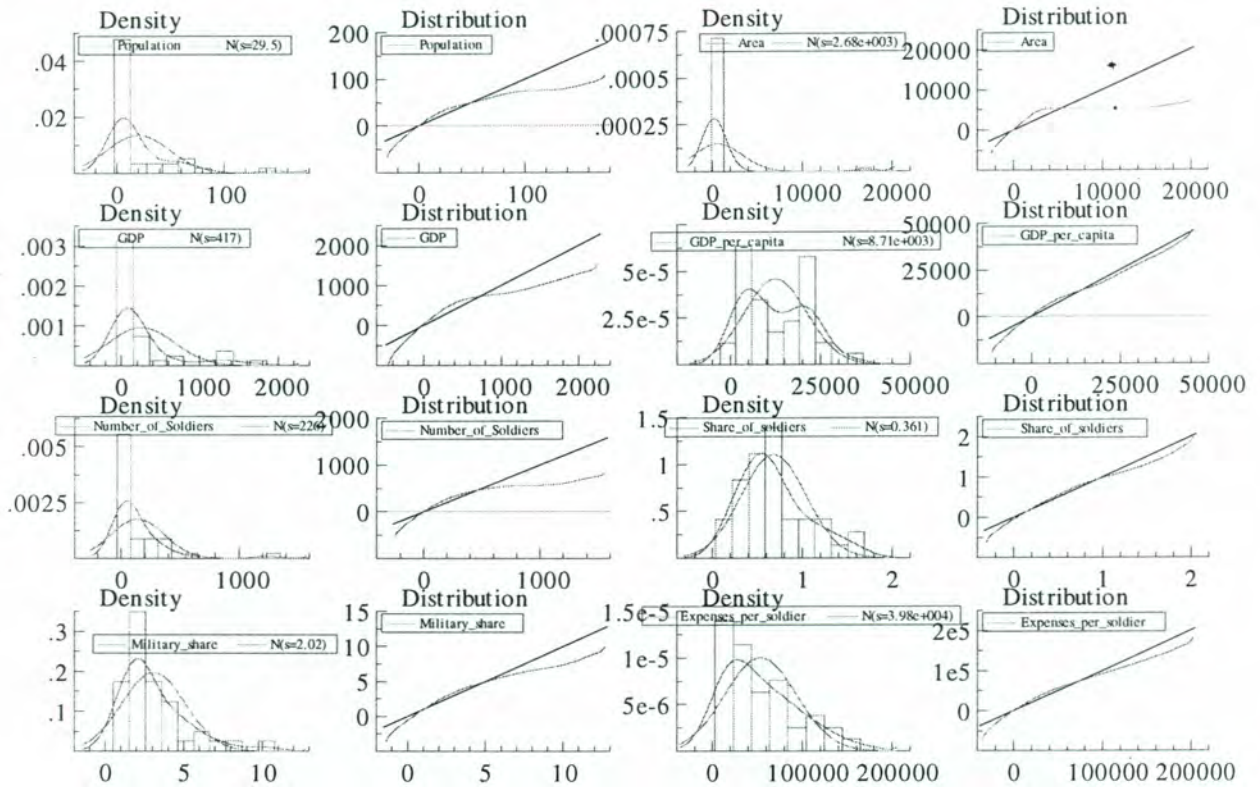 Density
Population N(s=29.5)
.04
.02
0 100
Distribution
Population
200
100
0
0 100
Density
Area N(s=2.68e+003)
.00075
.0005
.00025
0 10000 20000
Distribution
Area
20000
10000
0
0 10000 20000
Density
GDP N(s=417)
.003
.002
.001
0 1000 2000
Distribution
GDP
2000
1000
0
0 1000 2000
Density
GDP_per_capita N(s=8.71e+003)
5e-5
2.5e-5
0 25000 50000
Distribution
GDP_per_capita
50000
25000
0
0 25000 50000
Density
Number_of_Soldiers N(s=226)
.005
.0025
0 1000
Distribution
Number_of_Soldiers
2000
1000
0
0 1000
Density
Share_of_soldiers N(s=0.361)
1.5
1
.5
0 1 2
Distribution
Share_of_soldiers
2
1
0
0 1 2
Density
Military_share N(s=2.02)
.3
.2
.1
0 5 10
Distribution
Military_share
15
10
5
0
0 5 10
Density
Expenses_per_soldier N(s=3.98e+004)
1.5e-5
1e-5
5e-6
0 100000 200000
Distribution
Expenses_per_soldier
2e5
1e5
0
0 100000 200000